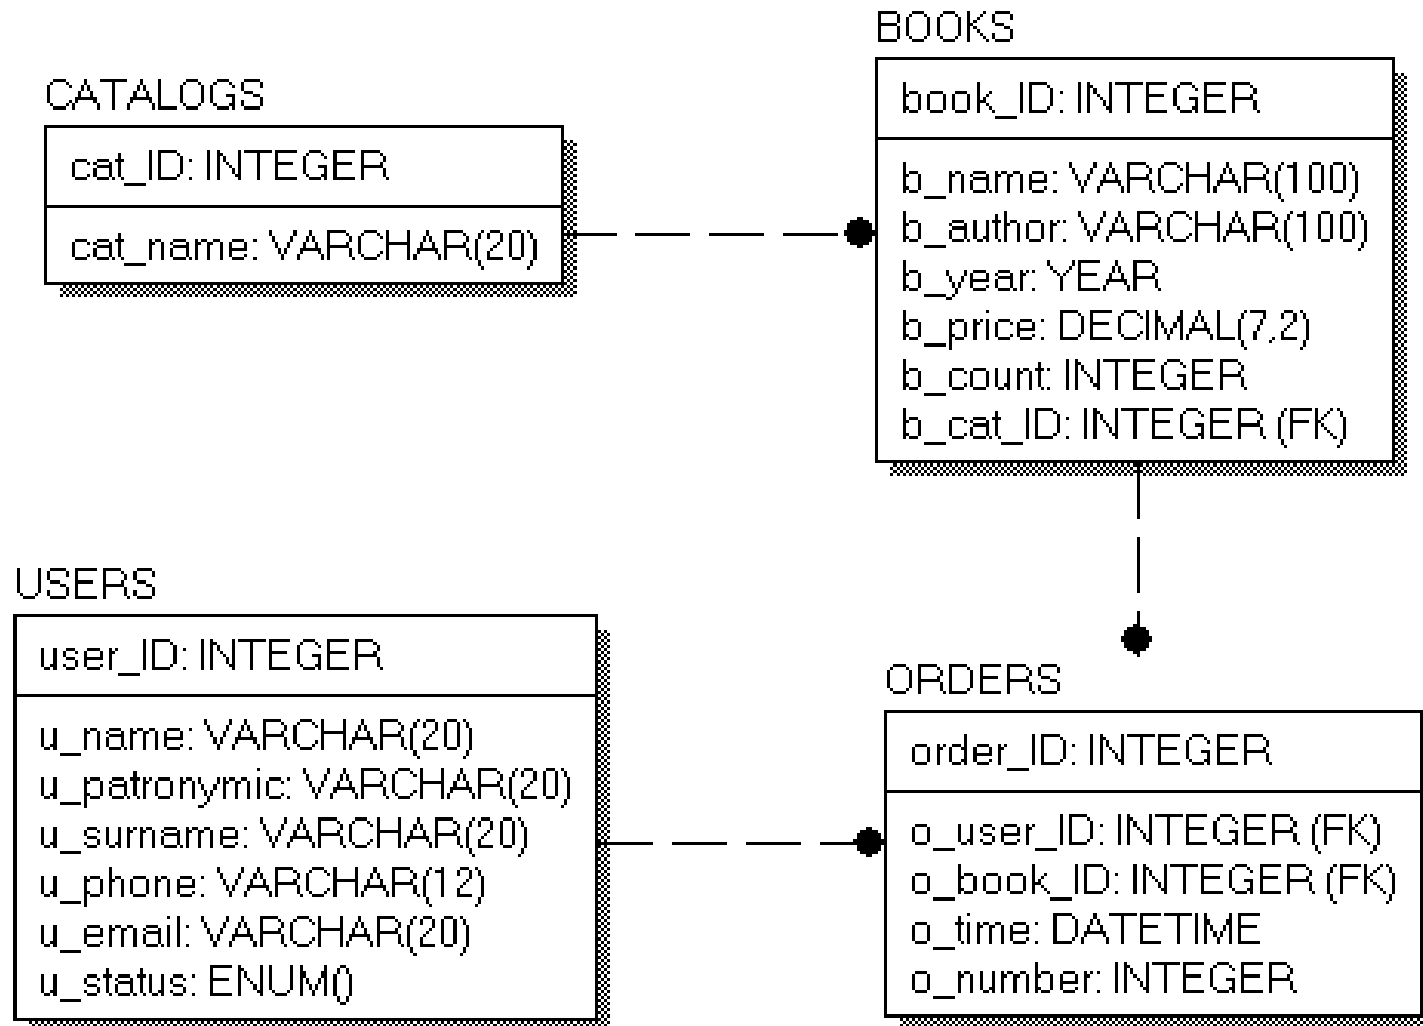 CATALOGS
cat_ID: INTEGER
cat_name: VARCHAR(20)
BOOKS
book_ID: INTEGER
b_name: VARCHAR(100)
b_author: VARCHAR(100)
b_year: YEAR
b_price: DECIMAL(7,2)
b_count: INTEGER
b_cat_ID: INTEGER (FK)
USERS
user_ID: INTEGER
u_name: VARCHAR(20)
u_patronymic: VARCHAR(20)
u_surname: VARCHAR(20)
u_phone: VARCHAR(12)
u_email: VARCHAR(20)
u_status: ENUM()
ORDERS
order_ID: INTEGER
o_user_ID: INTEGER (FK)
o_book_ID: INTEGER (FK)
o_time: DATETIME
o_number: INTEGER